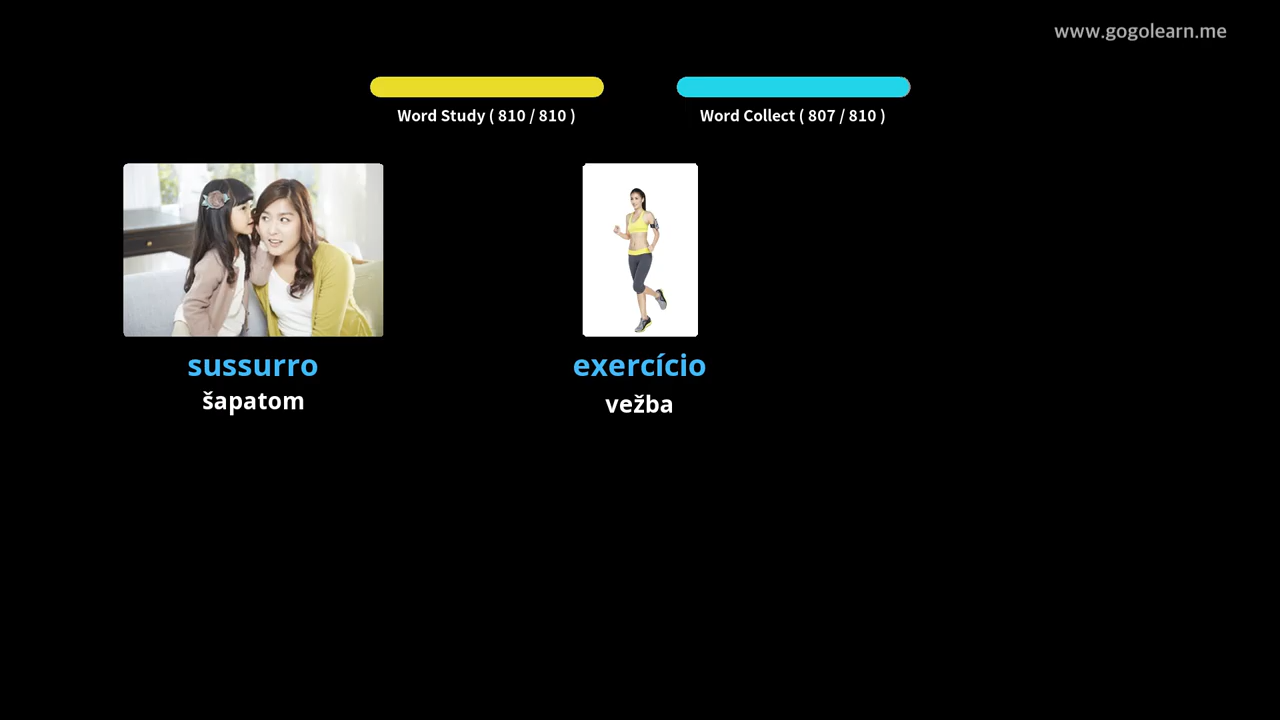 www.gogolearn.me
Word Study ( 810 / 810 )
Word Collect ( 807 / 810 )
sussurro
šapatom
exercício
vežba